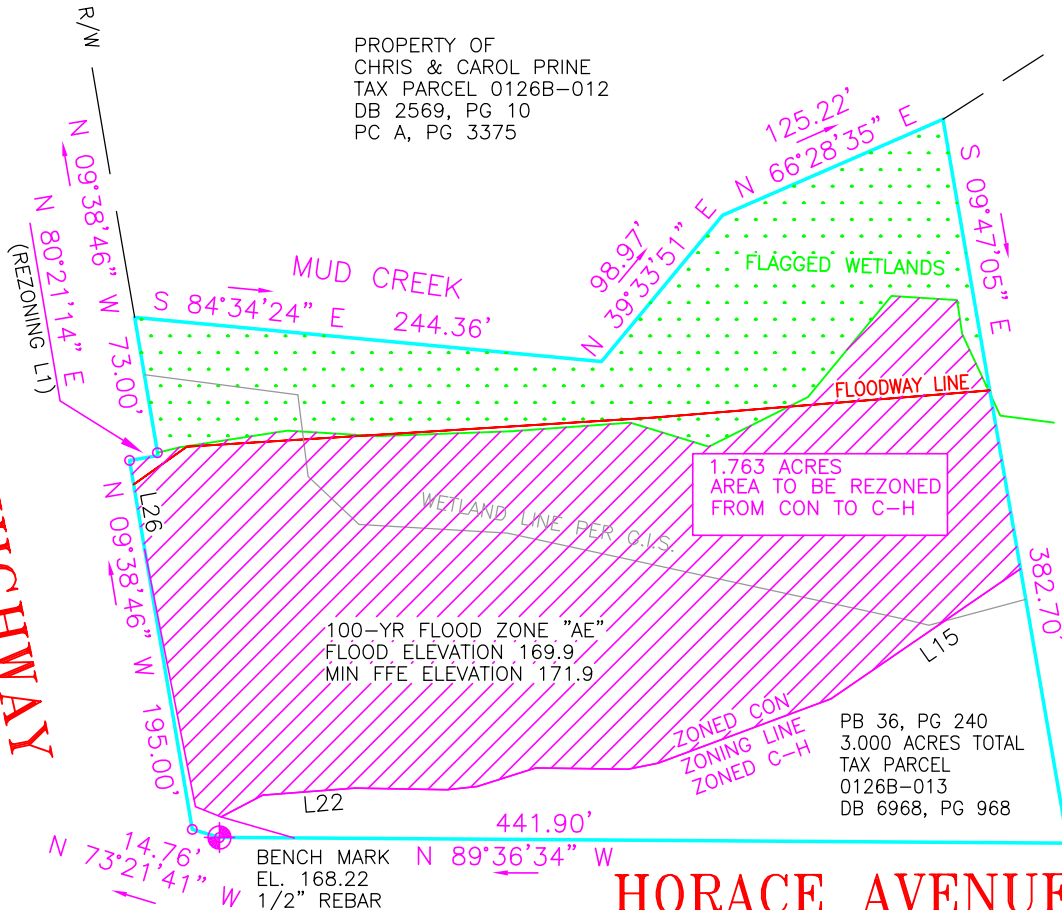 R/W
PROPERTY OF
CHRIS & CAROL PRINE
TAX PARCEL 0126B-012
DB 2569, PG 10
PC A, PG 3375
N 09°38'46" W 73.00'
N 80°21'14" E
(REZONING L1)
MUD CREEK
S 84°34'24" E 244.36'
98.97'
N 39°33'51" E
125.22'
N 66°28'35" E
S 09°47'05" E
382.70'
FLAGGED WETLANDS
FLOODWAY LINE
1.763 ACRES
AREA TO BE REZONED
FROM CON TO C-H
WETLAND LINE PER G.I.S.
L26
N 09°38'46" W 195.00'
100-YR FLOOD ZONE "AE"
FLOOD ELEVATION 169.9'
MIN FFE ELEVATION 171.9
L15
ZONED CON
ZONING LINE
ZONED C-H
PB 36, PG 240
3.000 ACRES TOTAL
TAX PARCEL
0126B-013
DB 6968, PG 968
L22
441.90'
N 89°36'34" W
14.76'
N 73°21'41" W
BENCH MARK
EL. 168.22
1/2" REBAR
HORACE AVENUE